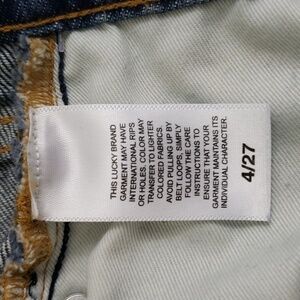 THIS LUCKY BRAND
GARMENT MAY HAVE
INTERNATIONAL RIPS
OR HOLES. COLOR MAY
TRANSFER TO LIGHTER
COLORED FABRICS.
AVOID PULLING UP BY
BELT LOOPS, SIMPLY
FOLLOW THE CARE
INSTRUCTIONS TO
ENSURE THAT YOUR
GARMENT MAINTAINS ITS
INDIVIDUAL CHARACTER.
4/27